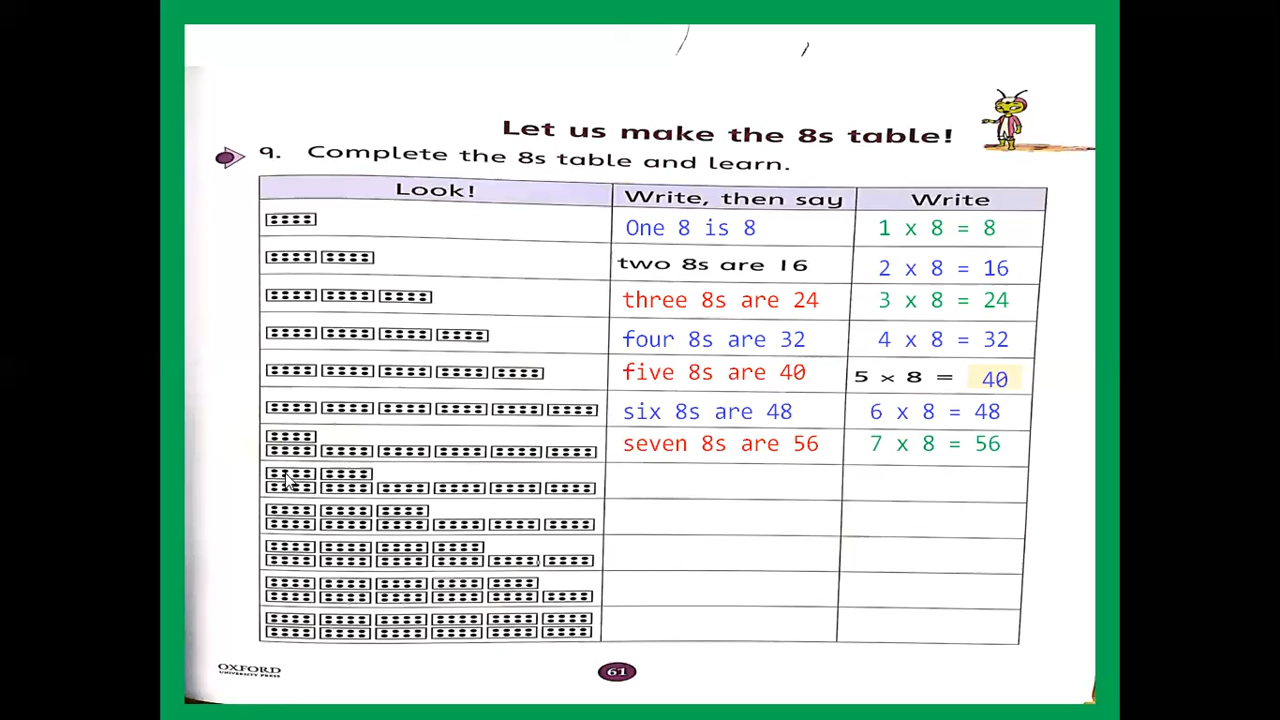 Let us make the 8s table!
9. Complete the 8s table and learn.
Look! Write, then say Write
One 8 is 8 1 x 8 = 8
two 8s are 16 2 x 8 = 16
three 8s are 24 3 x 8 = 24
four 8s are 32 4 x 8 = 32
five 8s are 40 5 × 8 = 40
six 8s are 48 6 x 8 = 48
seven 8s are 56 7 x 8 = 56
OXFORD
UNIVERSITY PRESS
61